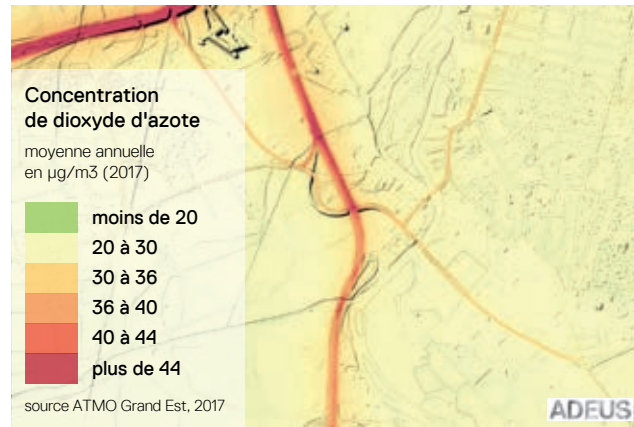 Concentration
de dioxyde d'azote
moyenne annuelle
en µg/m3 (2017)
moins de 20
20 à 30
30 à 36
36 à 40
40 à 44
plus de 44
source ATMO Grand Est, 2017
ADEUS